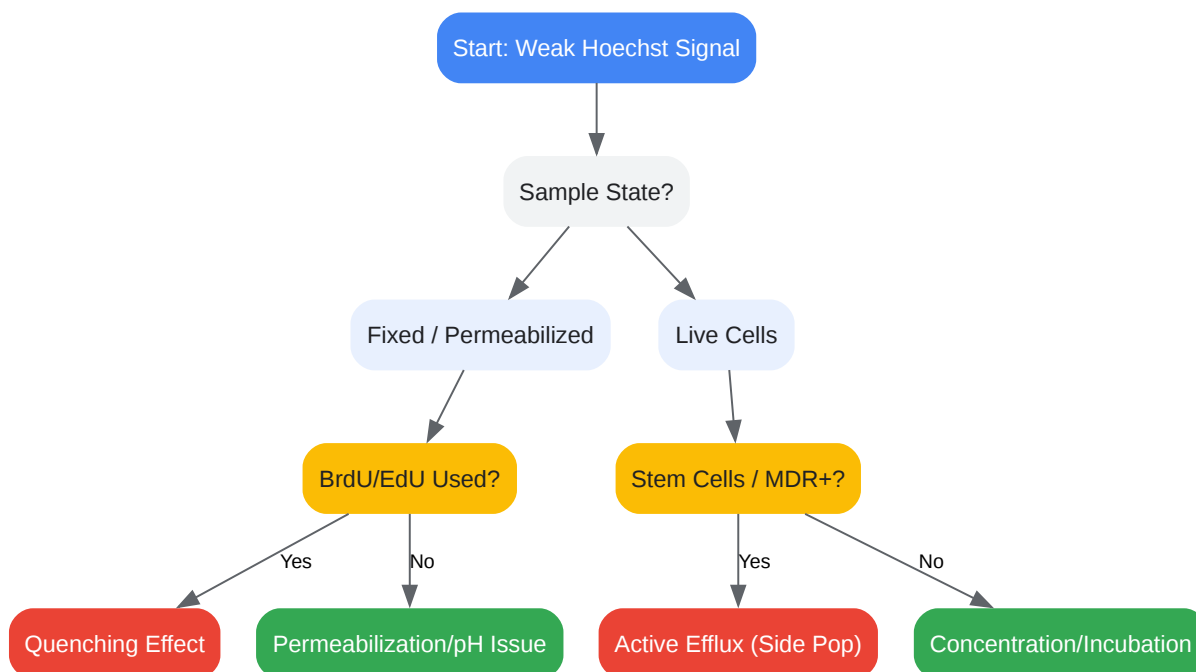 Start: Weak Hoechst Signal
Sample State?
Fixed / Permeabilized
Live Cells
BrdU/EdU Used?
Stem Cells / MDR+?
Yes
No
Yes
No
Quenching Effect
Permeabilization/pH Issue
Active Efflux (Side Pop)
Concentration/Incubation